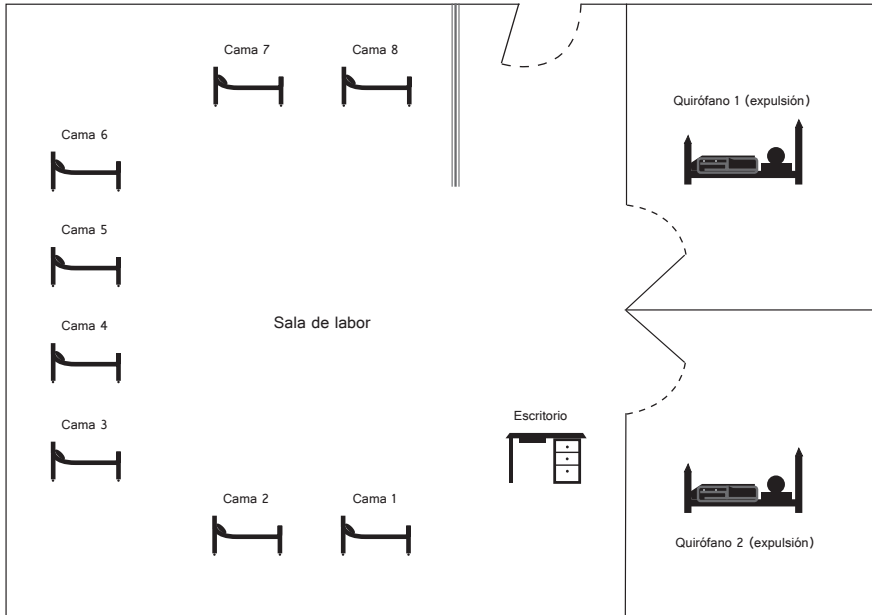 Cama 7
Cama 8
Quirófano 1 (expulsión)
Cama 6
Cama 5
Cama 4
Sala de labor
Cama 3
Escritorio
Cama 2
Cama 1
Quirófano 2 (expulsión)